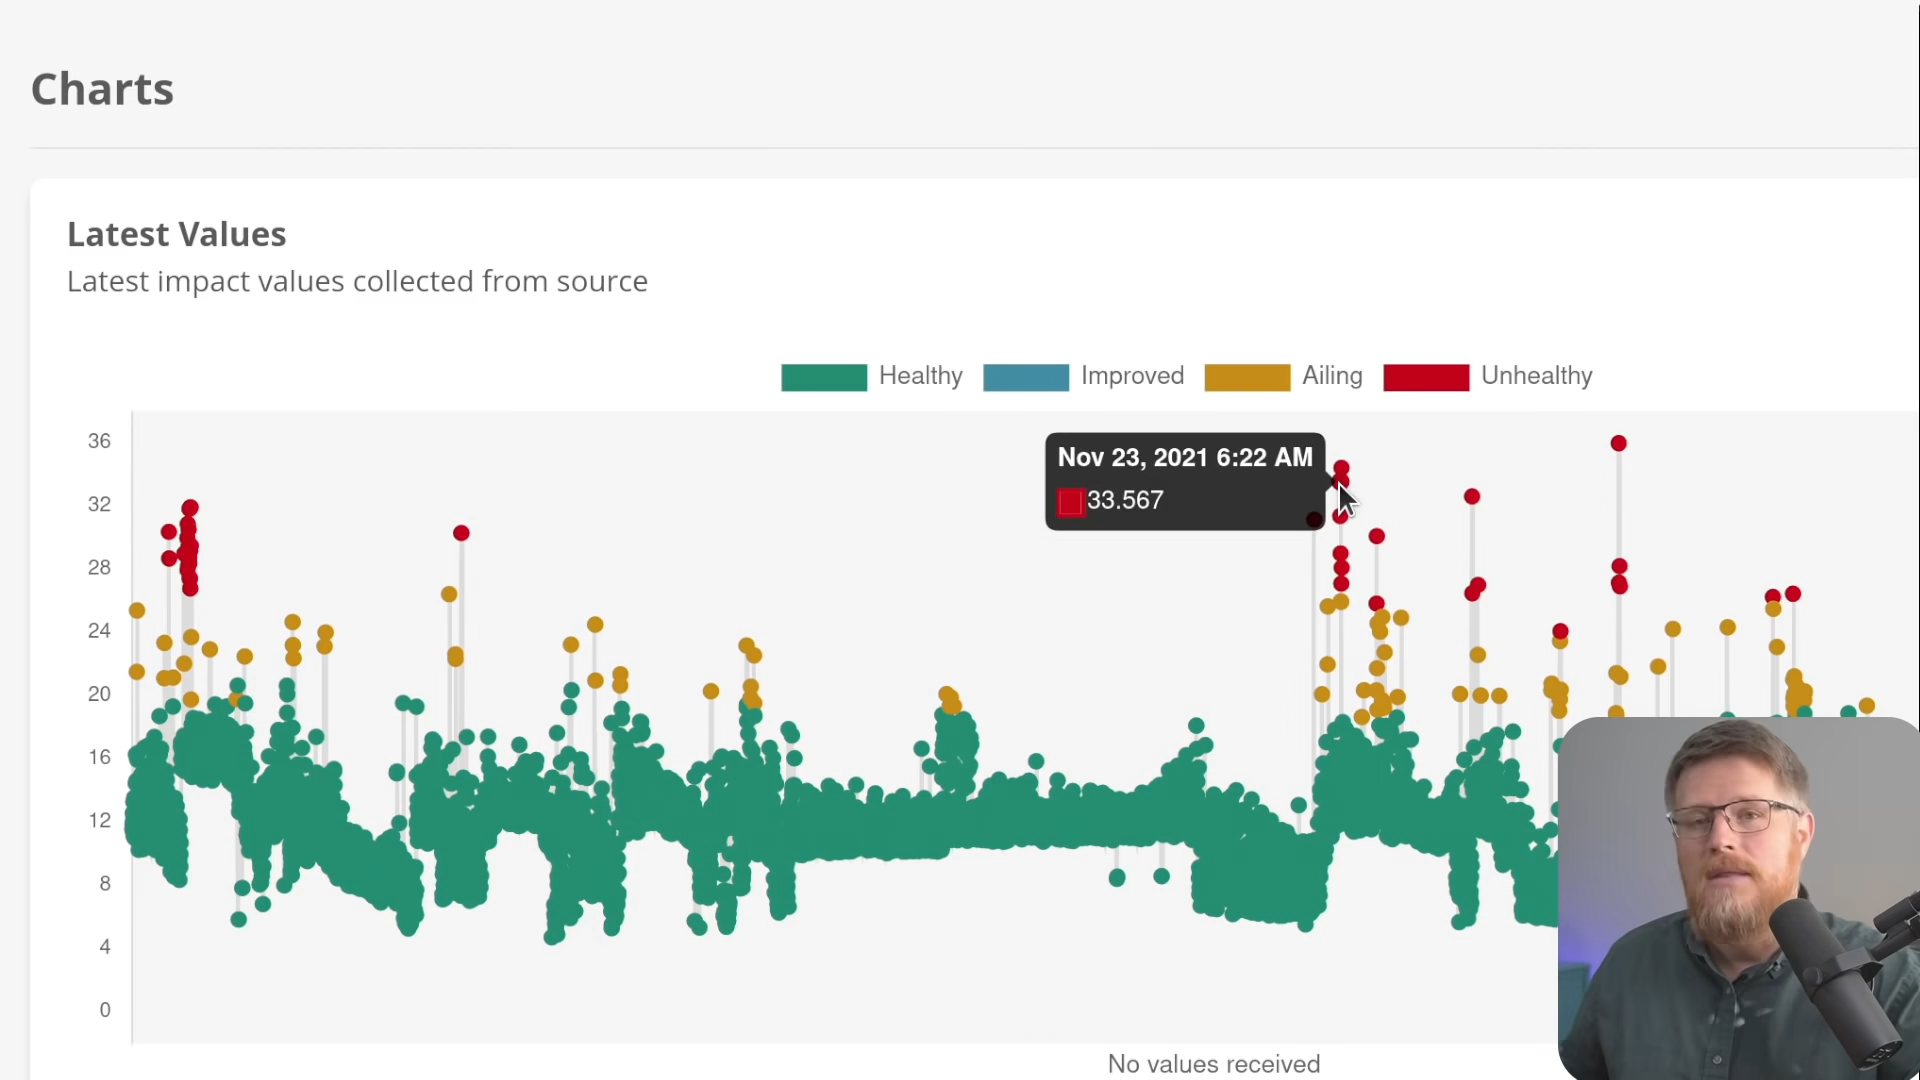 Charts
Latest Values
Latest impact values collected from source
Healthy Improved Ailing Unhealthy
36
Nov 23, 2021 6:22 AM
33.567
32
28
24
20
16
12
8
4
0
No values received